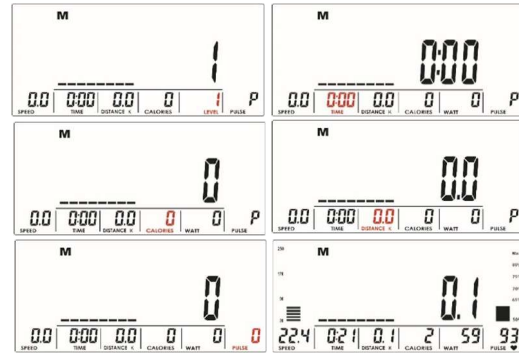 M
1
0.0 0:00 0.0 0 1 P
SPEED TIME DISTANCE K CALORIES LEVEL PULSE
M
0:00
0.0 0:00 0.0 0 0 P
SPEED TIME DISTANCE K CALORIES WATT PULSE
M
0
0.0 0:00 0.0 0 0 P
SPEED TIME DISTANCE K CALORIES WATT PULSE
M
0.0
0.0 0:00 0.0 0 0 P
SPEED TIME DISTANCE K CALORIES WATT PULSE
M
0
0.0 0:00 0.0 0 0 0
SPEED TIME DISTANCE K CALORIES WATT PULSE
M
0.1
22.4 0:21 0.1 2 59 93
SPEED TIME DISTANCE K CALORIES WATT PULSE